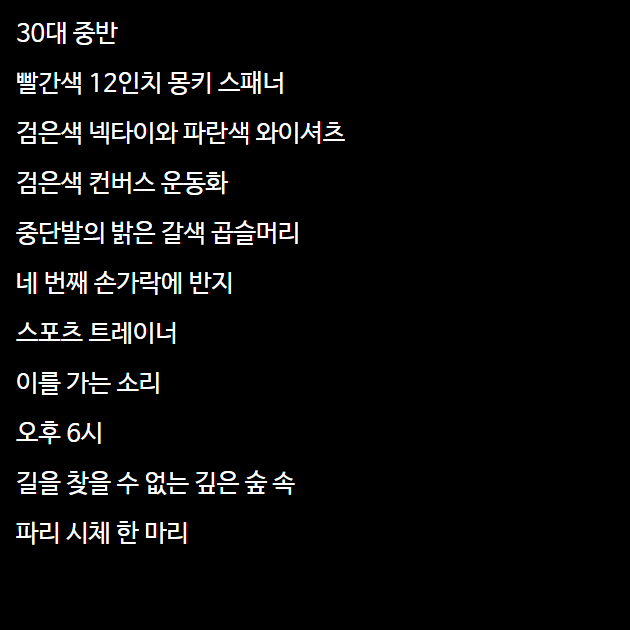 30대 중반
빨간색 12인치 몽키 스패너
검은색 넥타이와 파란색 와이셔츠
검은색 컨버스 운동화
중단발의 밝은 갈색 곱슬머리
네 번째 손가락에 반지
스포츠 트레이너
이를 가는 소리
오후 6시
길을 찾을 수 없는 깊은 숲 속
파리 시체 한 마리